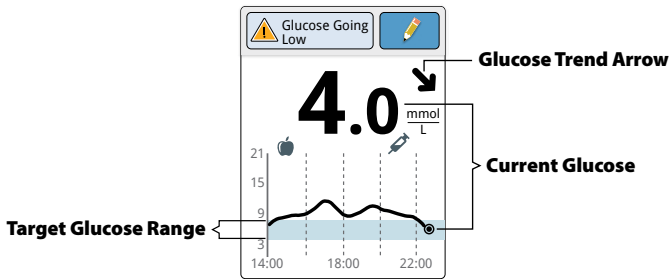 Glucose Going
Low
Glucose Trend Arrow
4.0
mmol
L
Current Glucose
21
15
9
3
Target Glucose Range
14:00 18:00 22:00